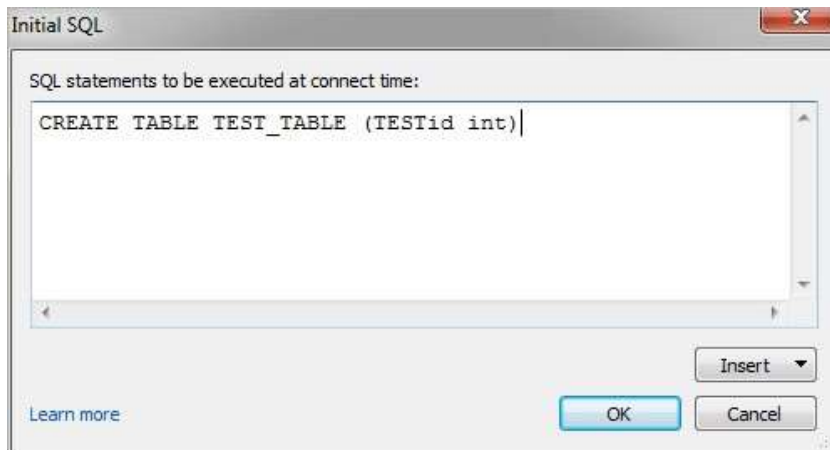 Initial SQL
SQL statements to be executed at connect time:
CREATE TABLE TEST_TABLE (TESTid int)
Insert
Learn more
OK
Cancel